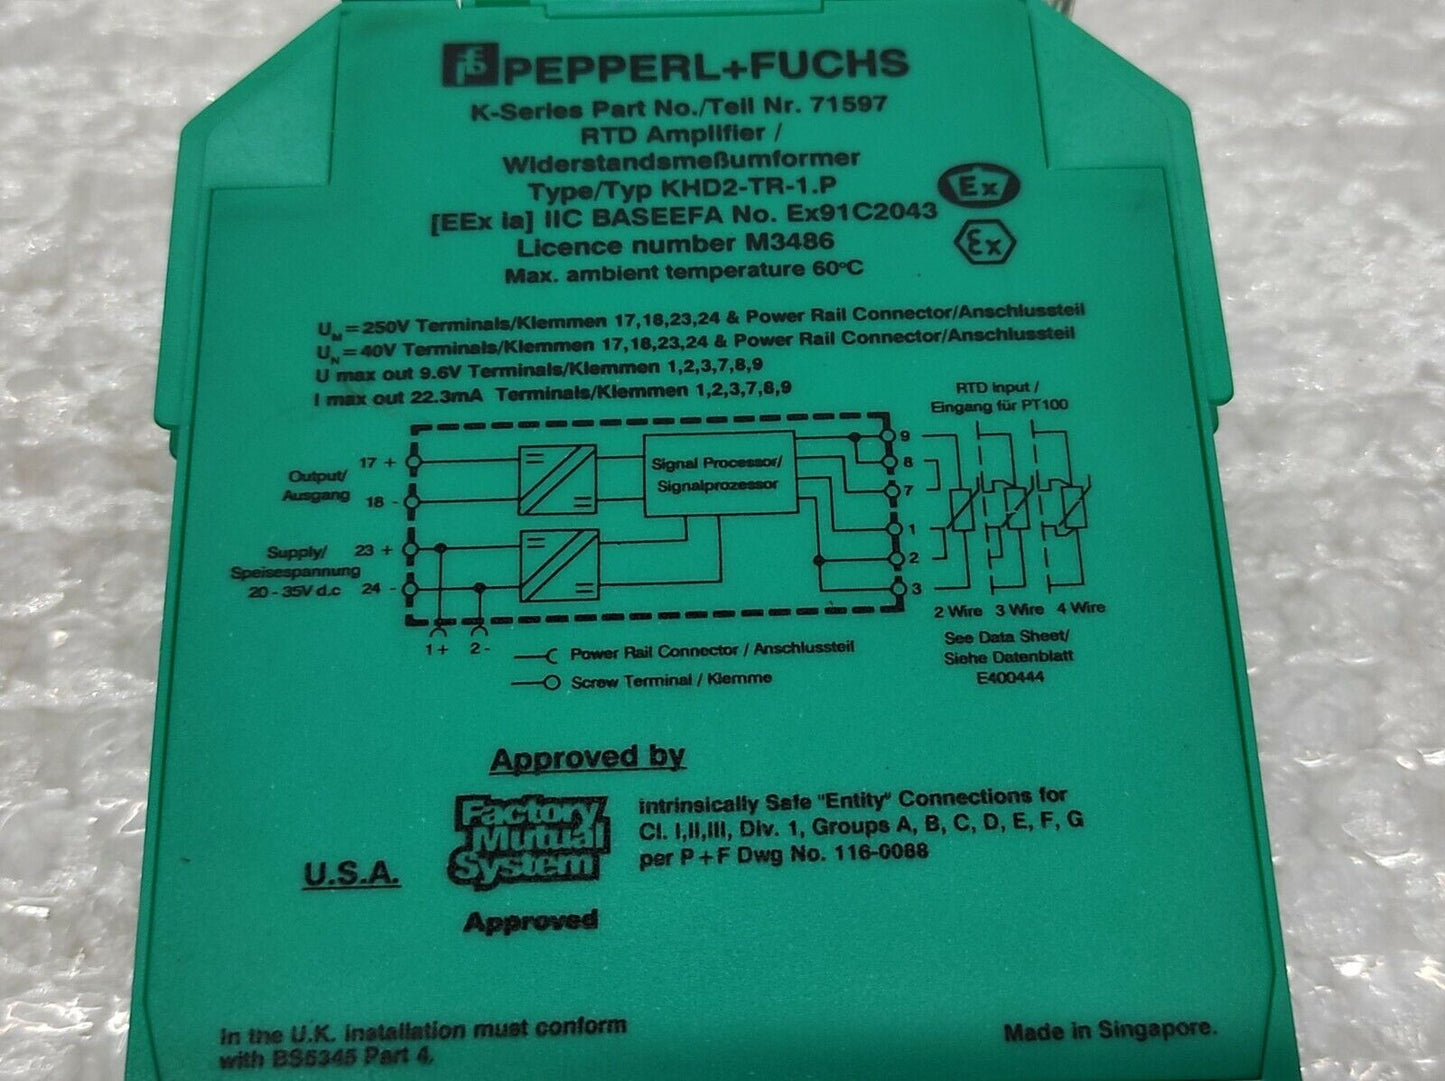 PEPPERL+FUCHS
K-Series Part No./Teil Nr. 71597
RTD Amplifier /
Widerstandsmeßumformer
Type/Typ KHD2-TR-1.P
[EEx ia] IIC BASEEFA No. Ex91C2043
Licence number M3486
Max. ambient temperature 60°C
Ex
Ex
UM=250V Terminals/Klemmen 17,18,23,24 & Power Rail Connector/Anschlussteil
UN=40V Terminals/Klemmen 17,18,23,24 & Power Rail Connector/Anschlussteil
U max out 9.6V Terminals/Klemmen 1,2,3,7,8,9
I max out 22.3mA Terminals/Klemmen 1,2,3,7,8,9
RTD Input /
Eingang für PT100
Output/
Ausgang
17 +
18 -
Supply/
Speisespannung
20 - 35V d.c
23 +
24 -
1 +
2 -
Signal Processor/
Signalprozessor
9
8
7
1
2
3
2 Wire 3 Wire 4 Wire
See Data Sheet/
Siehe Datenblatt
E400444
Power Rail Connector / Anschlussteil
Screw Terminal / Klemme
Approved by
U.S.A.
Factory
Mutual
System
Approved
Intrinsically Safe "Entity" Connections for
Cl. I,II,III, Div. 1, Groups A, B, C, D, E, F, G
per P+F Dwg No. 116-0088
In the U.K. installation must conform
with BS5345 Part 4.
Made in Singapore.